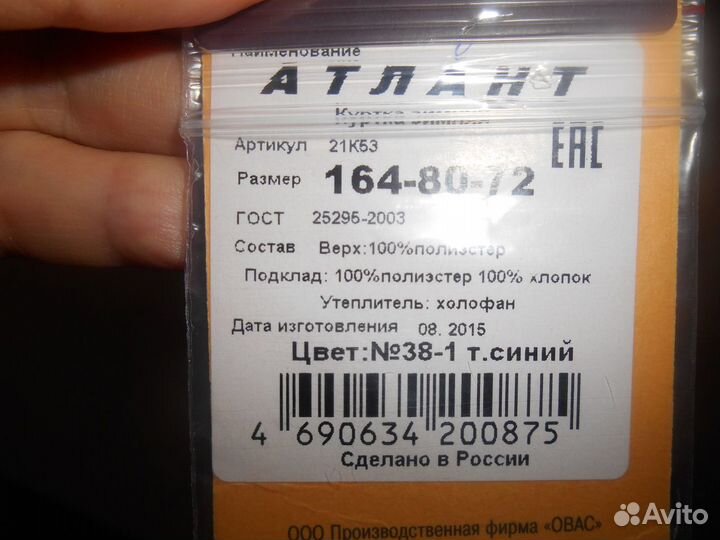 Наименование
АТЛАНТ
Куртка зимняя
Артикул 21К53
ЕАС
Размер 164-80-72
ГОСТ 25295-2003
Состав Верх:100%полиэстер
Подклад: 100%полиэстер 100% хлопок
Утеплитель: холофан
Дата изготовления 08. 2015
Цвет:№38-1 т.синий
4 690634 200875
Сделано в России
ООО Производственная фирма «ОВАС»
Avito